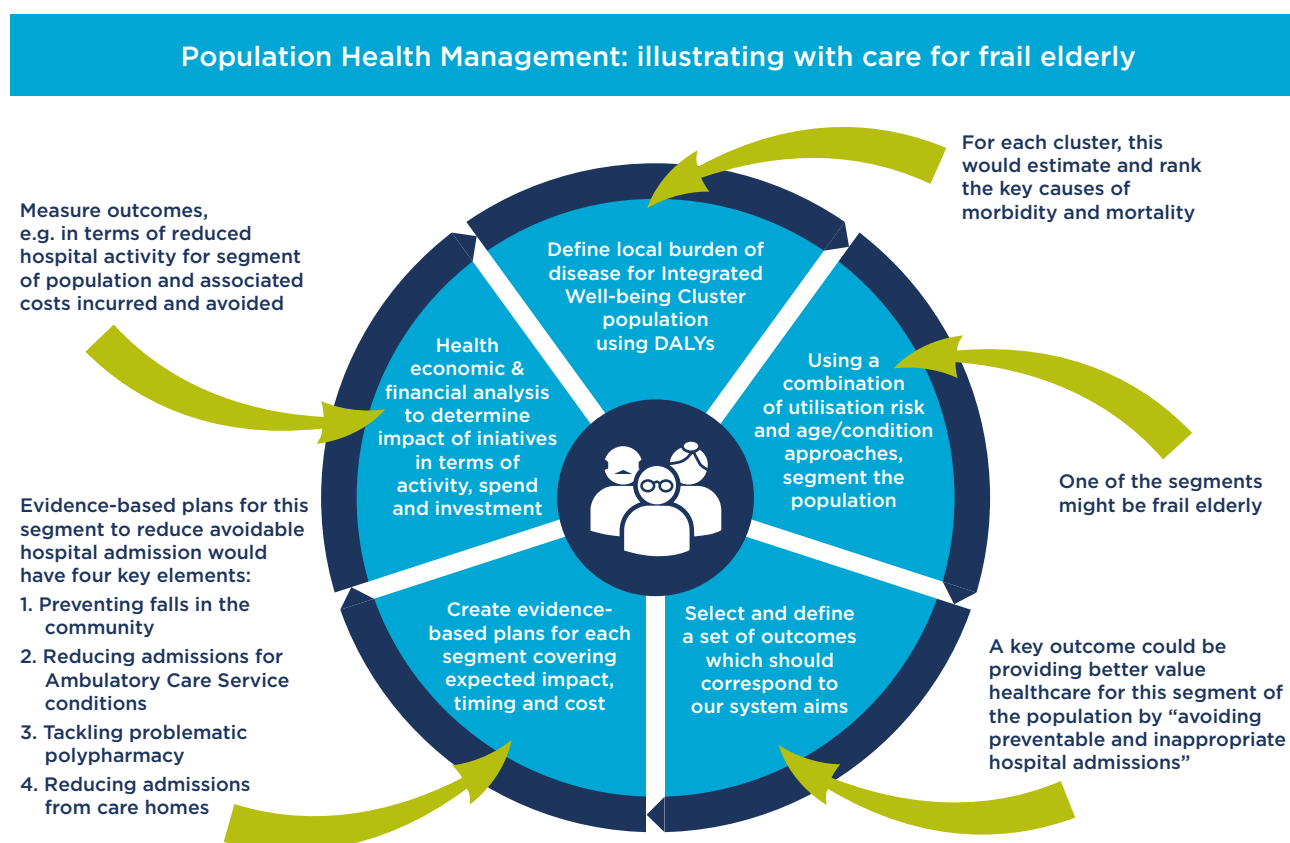 Population Health Management: illustrating with care for frail elderly
For each cluster, this
would estimate and rank
the key causes of
morbidity and mortality
Define local burden of
disease for Integrated
Well-being Cluster
population
using DALYs
Using a
combination
of utilisation risk
and age/condition
approaches,
segment the
population
One of the segments
might be frail elderly
Select and define
a set of outcomes
which should
correspond to
our system aims
A key outcome could be
providing better value
healthcare for this segment of
the population by “avoiding
preventable and inappropriate
hospital admissions”
Create evidence-
based plans for each
segment covering
expected impact,
timing and cost
Evidence-based plans for this
segment to reduce avoidable
hospital admission would
have four key elements:
1. Preventing falls in the
community
2. Reducing admissions for
Ambulatory Care Service
conditions
3. Tackling problematic
polypharmacy
4. Reducing admissions
from care homes
Health
economic &
financial analysis
to determine
impact of iniatives
in terms of
activity, spend
and investment
Measure outcomes,
e.g. in terms of reduced
hospital activity for segment
of population and associated
costs incurred and avoided